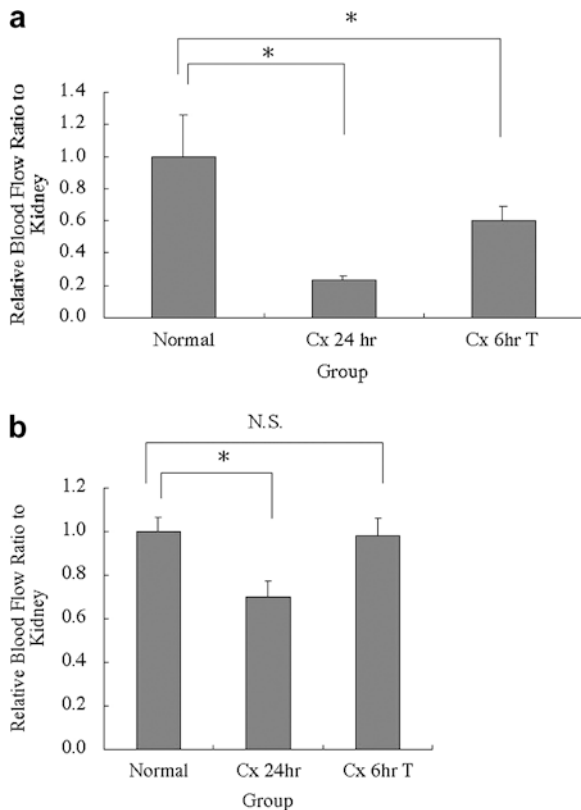 a
*
*
Relative Blood Flow Ratio to
Kidney
1.4
1.2
1.0
0.8
0.6
0.4
0.2
0.0
Normal Cx 24 hr Cx 6hr T
Group
b
N.S.
*
Relative Blood Flow Ratio to
Kidney
1.2
1.0
0.8
0.6
0.4
0.2
0.0
Normal Cx 24hr Cx 6hr T
Group